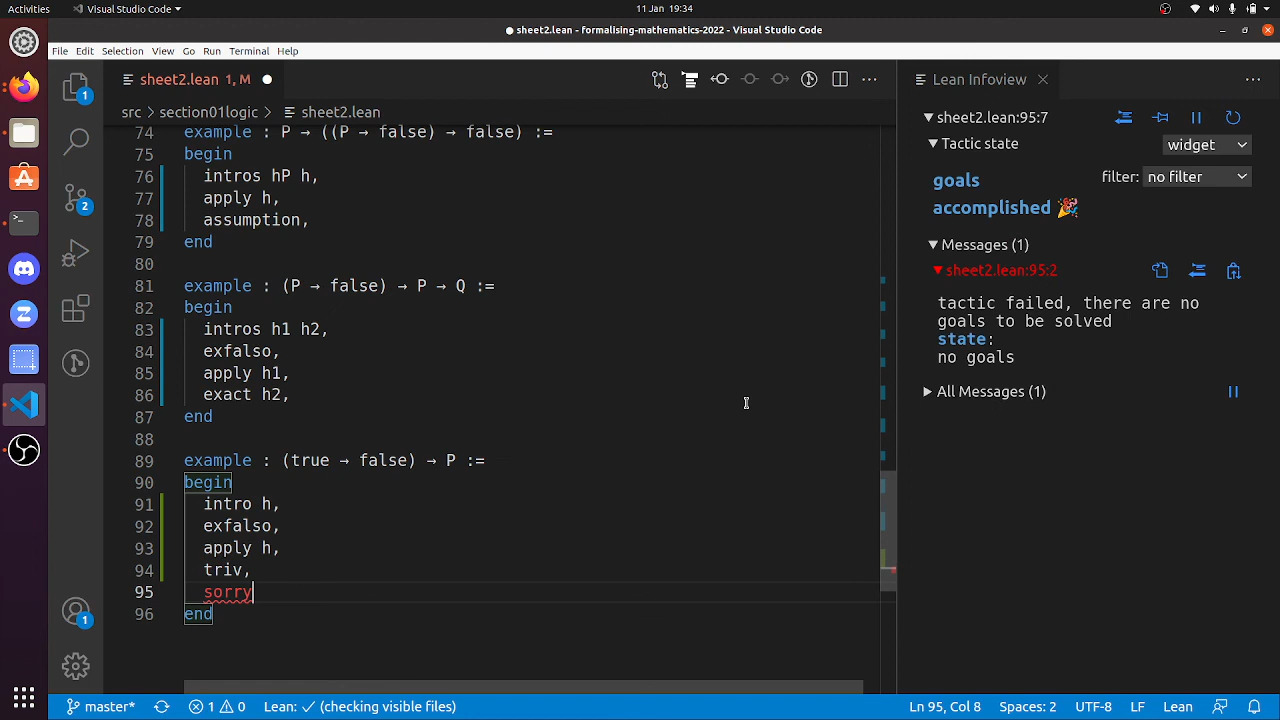 Activities
Visual Studio Code
11 Jan 19:34
● sheet2.lean - formalising-mathematics-2022 - Visual Studio Code
File Edit Selection View Go Run Terminal Help
sheet2.lean 1, M
Lean Infoview
src > section01logic > sheet2.lean
74 example : P → ((P → false) → false) :=
75 begin
76 intros hP h,
77 apply h,
78 assumption,
79 end
80
81 example : (P → false) → P → Q :=
82 begin
83 intros h1 h2,
84 exfalso,
85 apply h1,
86 exact h2,
87 end
88
89 example : (true → false) → P :=
90 begin
91 intro h,
92 exfalso,
93 apply h,
94 triv,
95 sorry
96 end
sheet2.lean:95:7
Tactic state
widget
goals
accomplished 🎉
filter: no filter
Messages (1)
sheet2.lean:95:2
tactic failed, there are no
goals to be solved
state:
no goals
All Messages (1)
1
2
1
master* 1 0 Lean: ✓ (checking visible files) Ln 95, Col 8 Spaces: 2 UTF-8 LF Lean